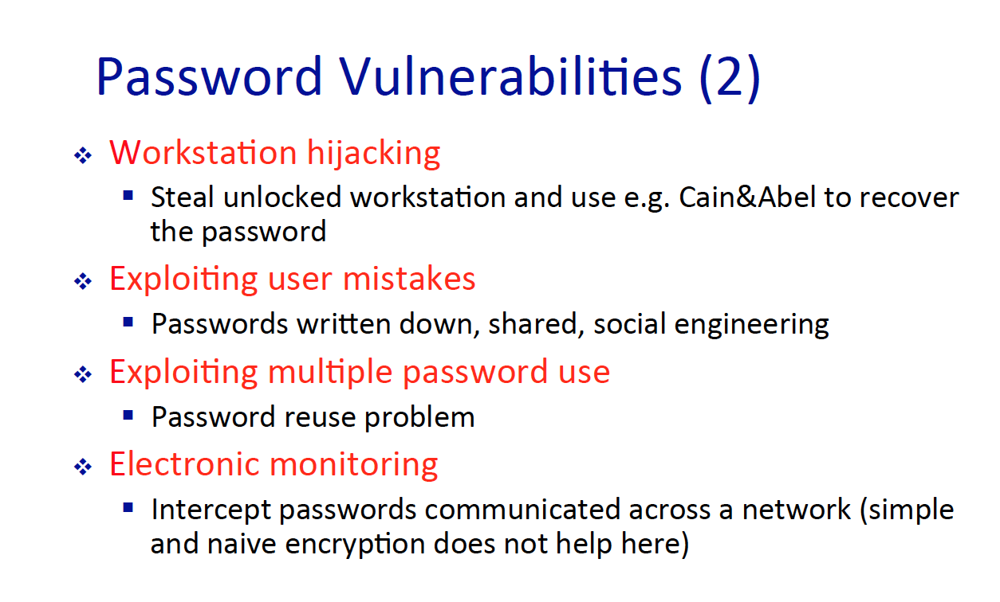 Password Vulnerabilities (2)
❖ Workstation hijacking
▪ Steal unlocked workstation and use e.g. Cain&Abel to recover
the password
❖ Exploiting user mistakes
▪ Passwords written down, shared, social engineering
❖ Exploiting multiple password use
▪ Password reuse problem
❖ Electronic monitoring
▪ Intercept passwords communicated across a network (simple
and naive encryption does not help here)